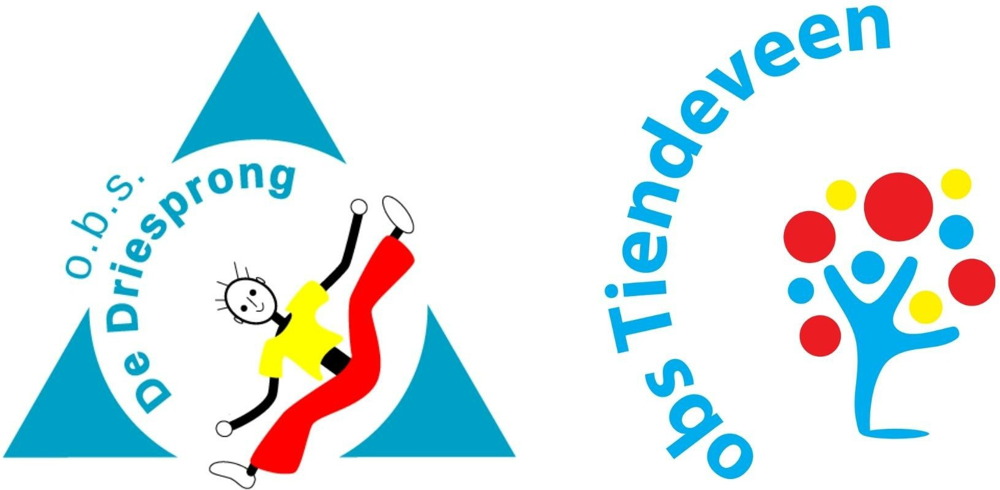 o.b.s.
De Driesprong
obs Tiendeveen